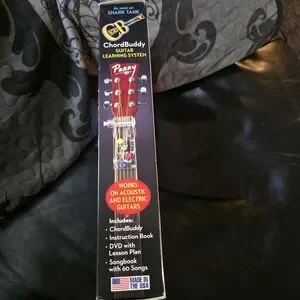 As seen on
SHARK TANK
ChordBuddy
GUITAR
LEARNING SYSTEM
Perry
WORKS
ON ACOUSTIC
AND ELECTRIC
GUITARS
Includes:
• ChordBuddy
• Instruction Book
• DVD with
Lesson Plan
• Songbook
with 60 Songs
MADE IN
THE USA